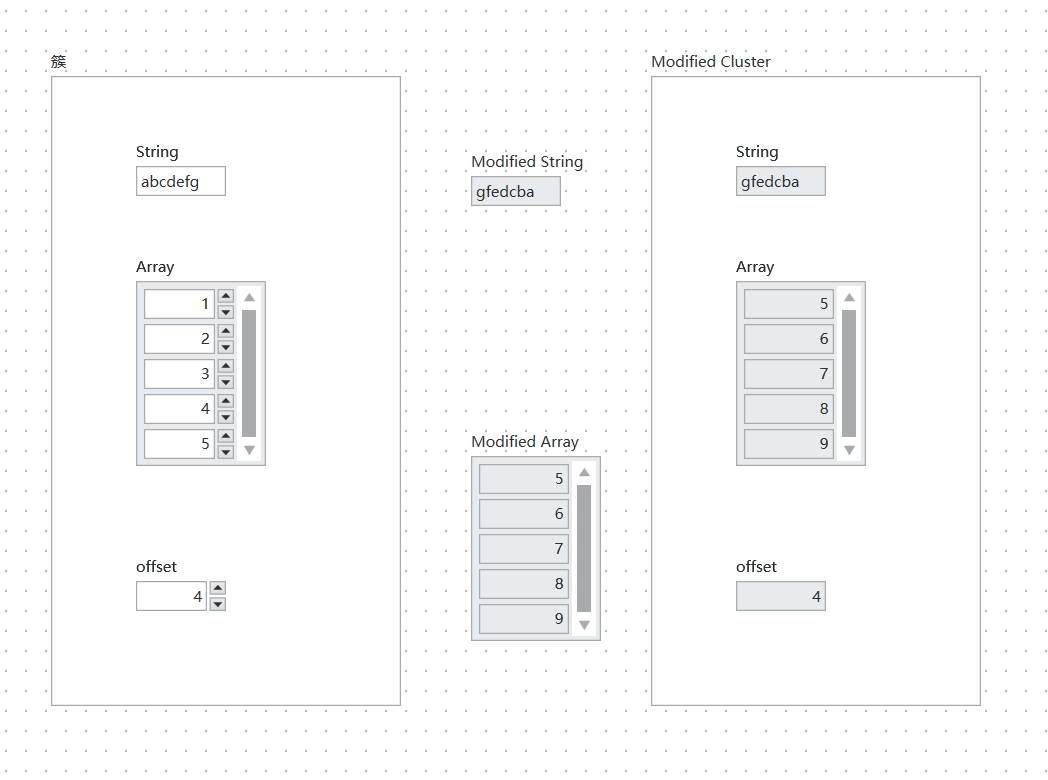 簇
String
abcdefg
Array
1
2
3
4
5
offset
4
Modified String
gfedcba
Modified Array
5
6
7
8
9
Modified Cluster
String
gfedcba
Array
5
6
7
8
9
offset
4